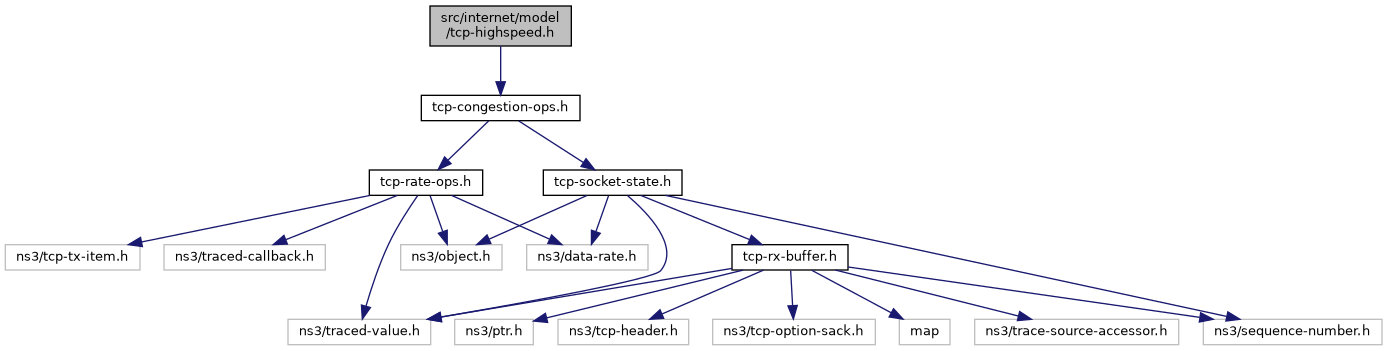 src/internet/model
/tcp-highspeed.h
tcp-congestion-ops.h
tcp-rate-ops.h
tcp-socket-state.h
ns3/tcp-tx-item.h
ns3/traced-callback.h
ns3/object.h
ns3/data-rate.h
tcp-rx-buffer.h
ns3/traced-value.h
ns3/ptr.h
ns3/tcp-header.h
ns3/tcp-option-sack.h
map
ns3/trace-source-accessor.h
ns3/sequence-number.h